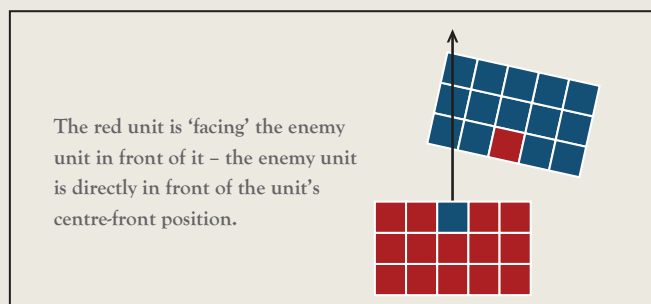 The red unit is ‘facing’ the enemy
unit in front of it – the enemy unit
is directly in front of the unit’s
centre-front position.